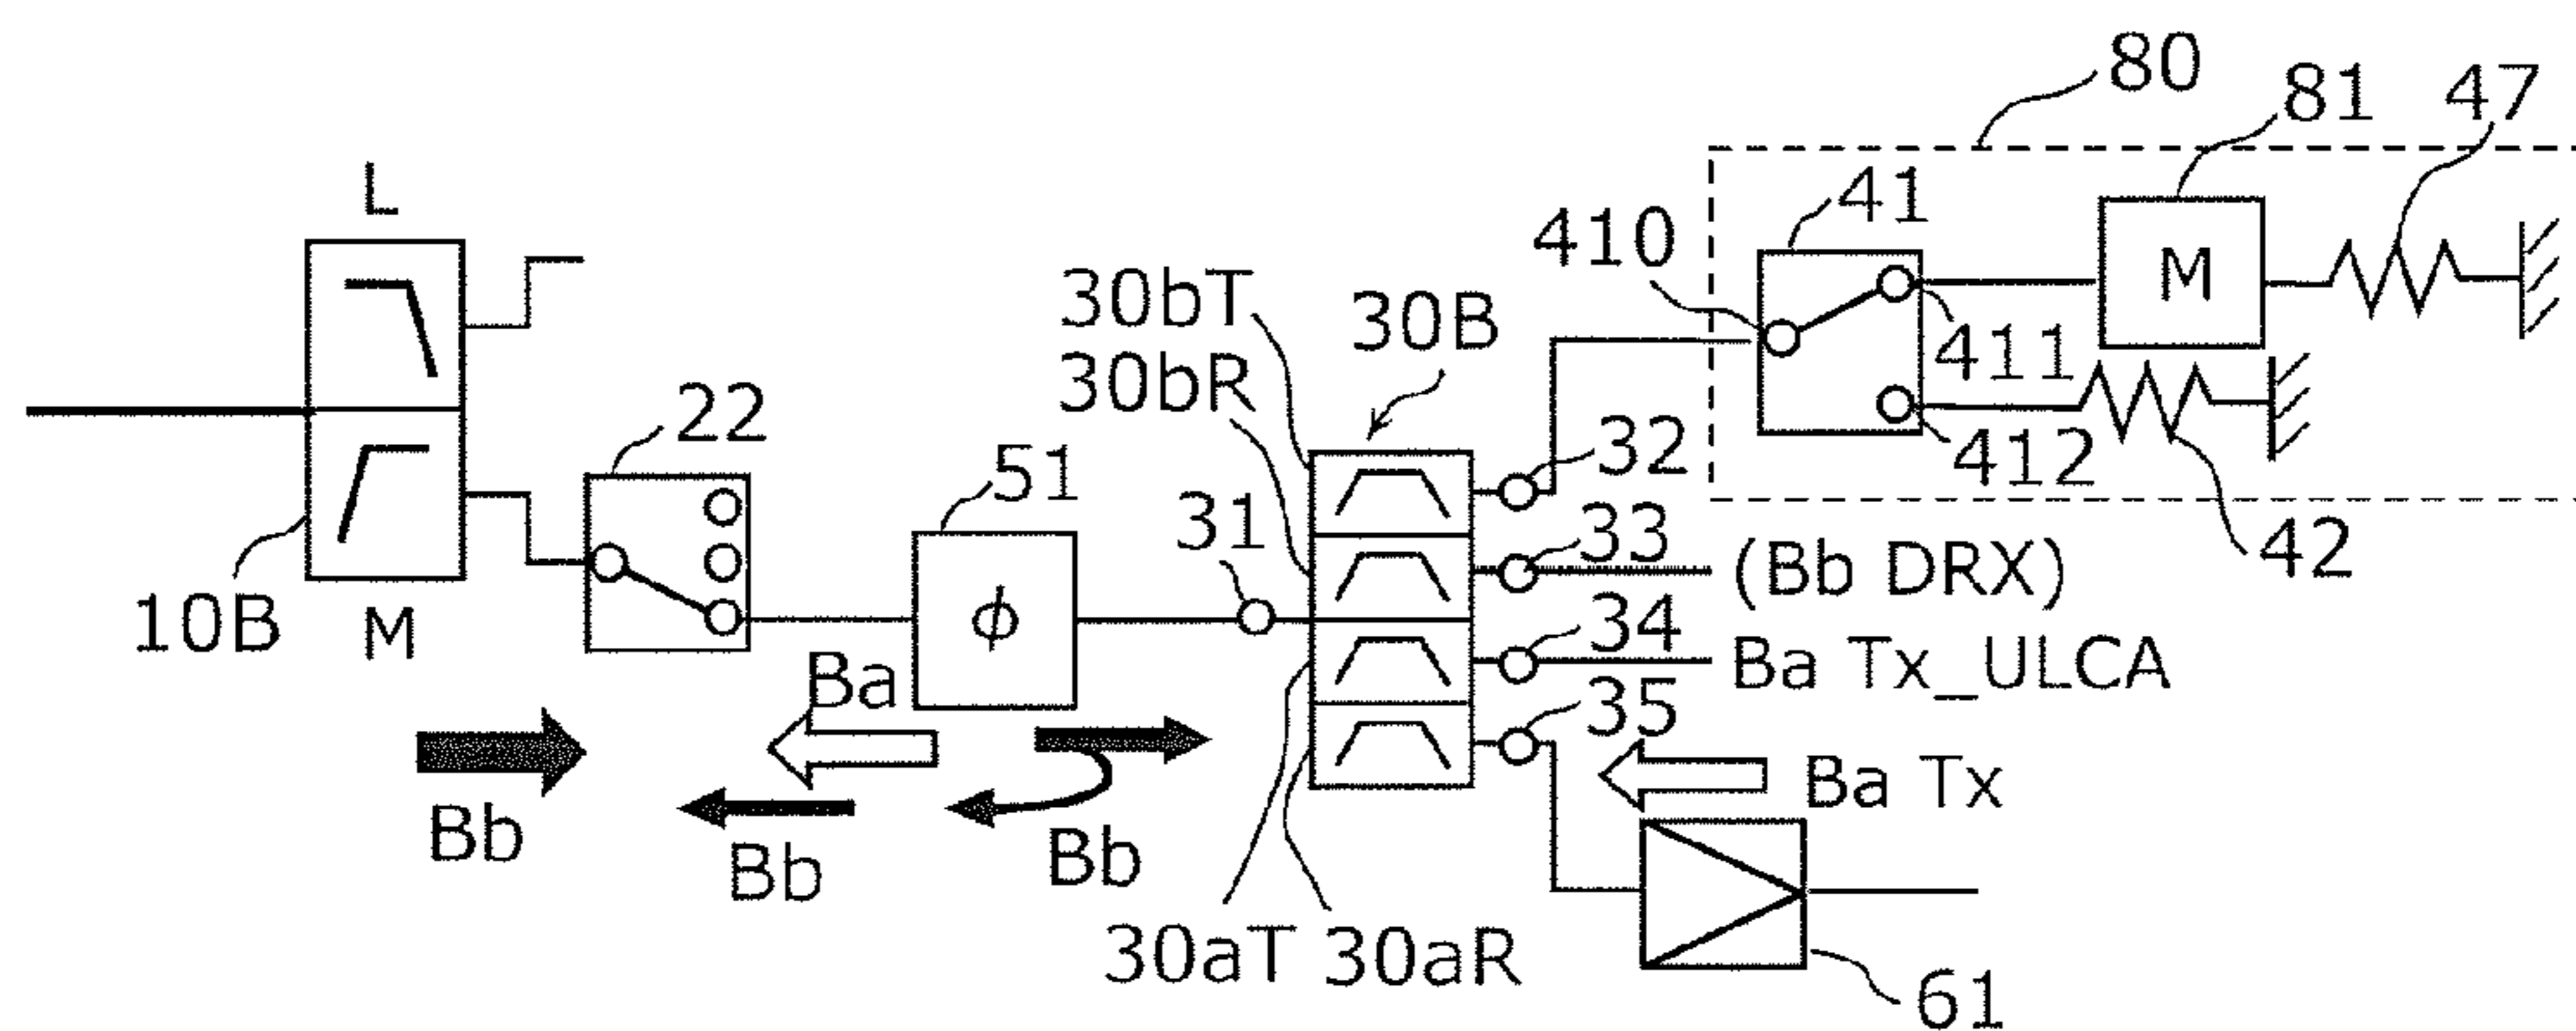 80
81
47
L
41
410
M
30bT
30B
30bR
411
22
32
412
51
31
33
42
(Bb DRX)
10B
M
ϕ
34
Ba Tx_ULCA
Ba
35
Ba Tx
Bb
Bb
Bb
30aT
30aR
61